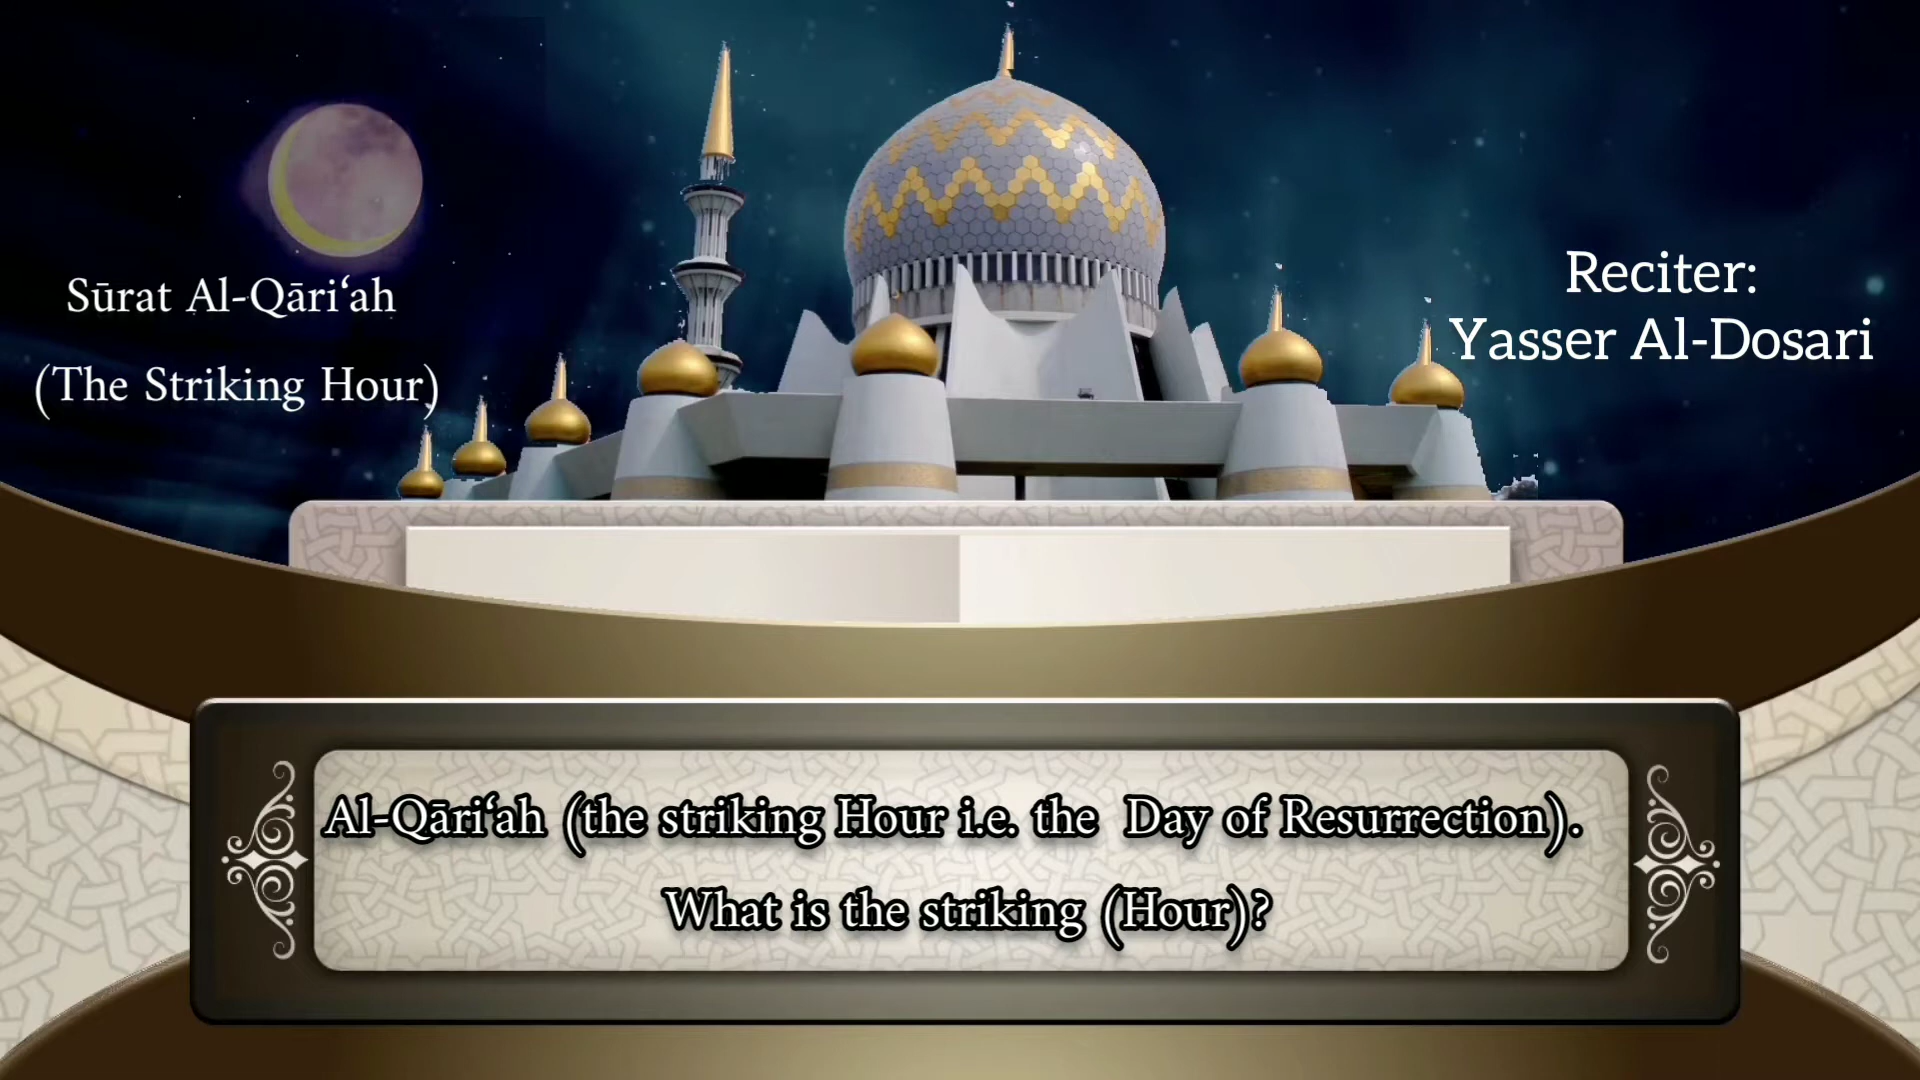 Sūrat Al-Qāri‘ah
(The Striking Hour)
Reciter:
Yasser Al-Dosari
Al-Qāri‘ah (the striking Hour i.e. the Day of Resurrection).
What is the striking (Hour)?